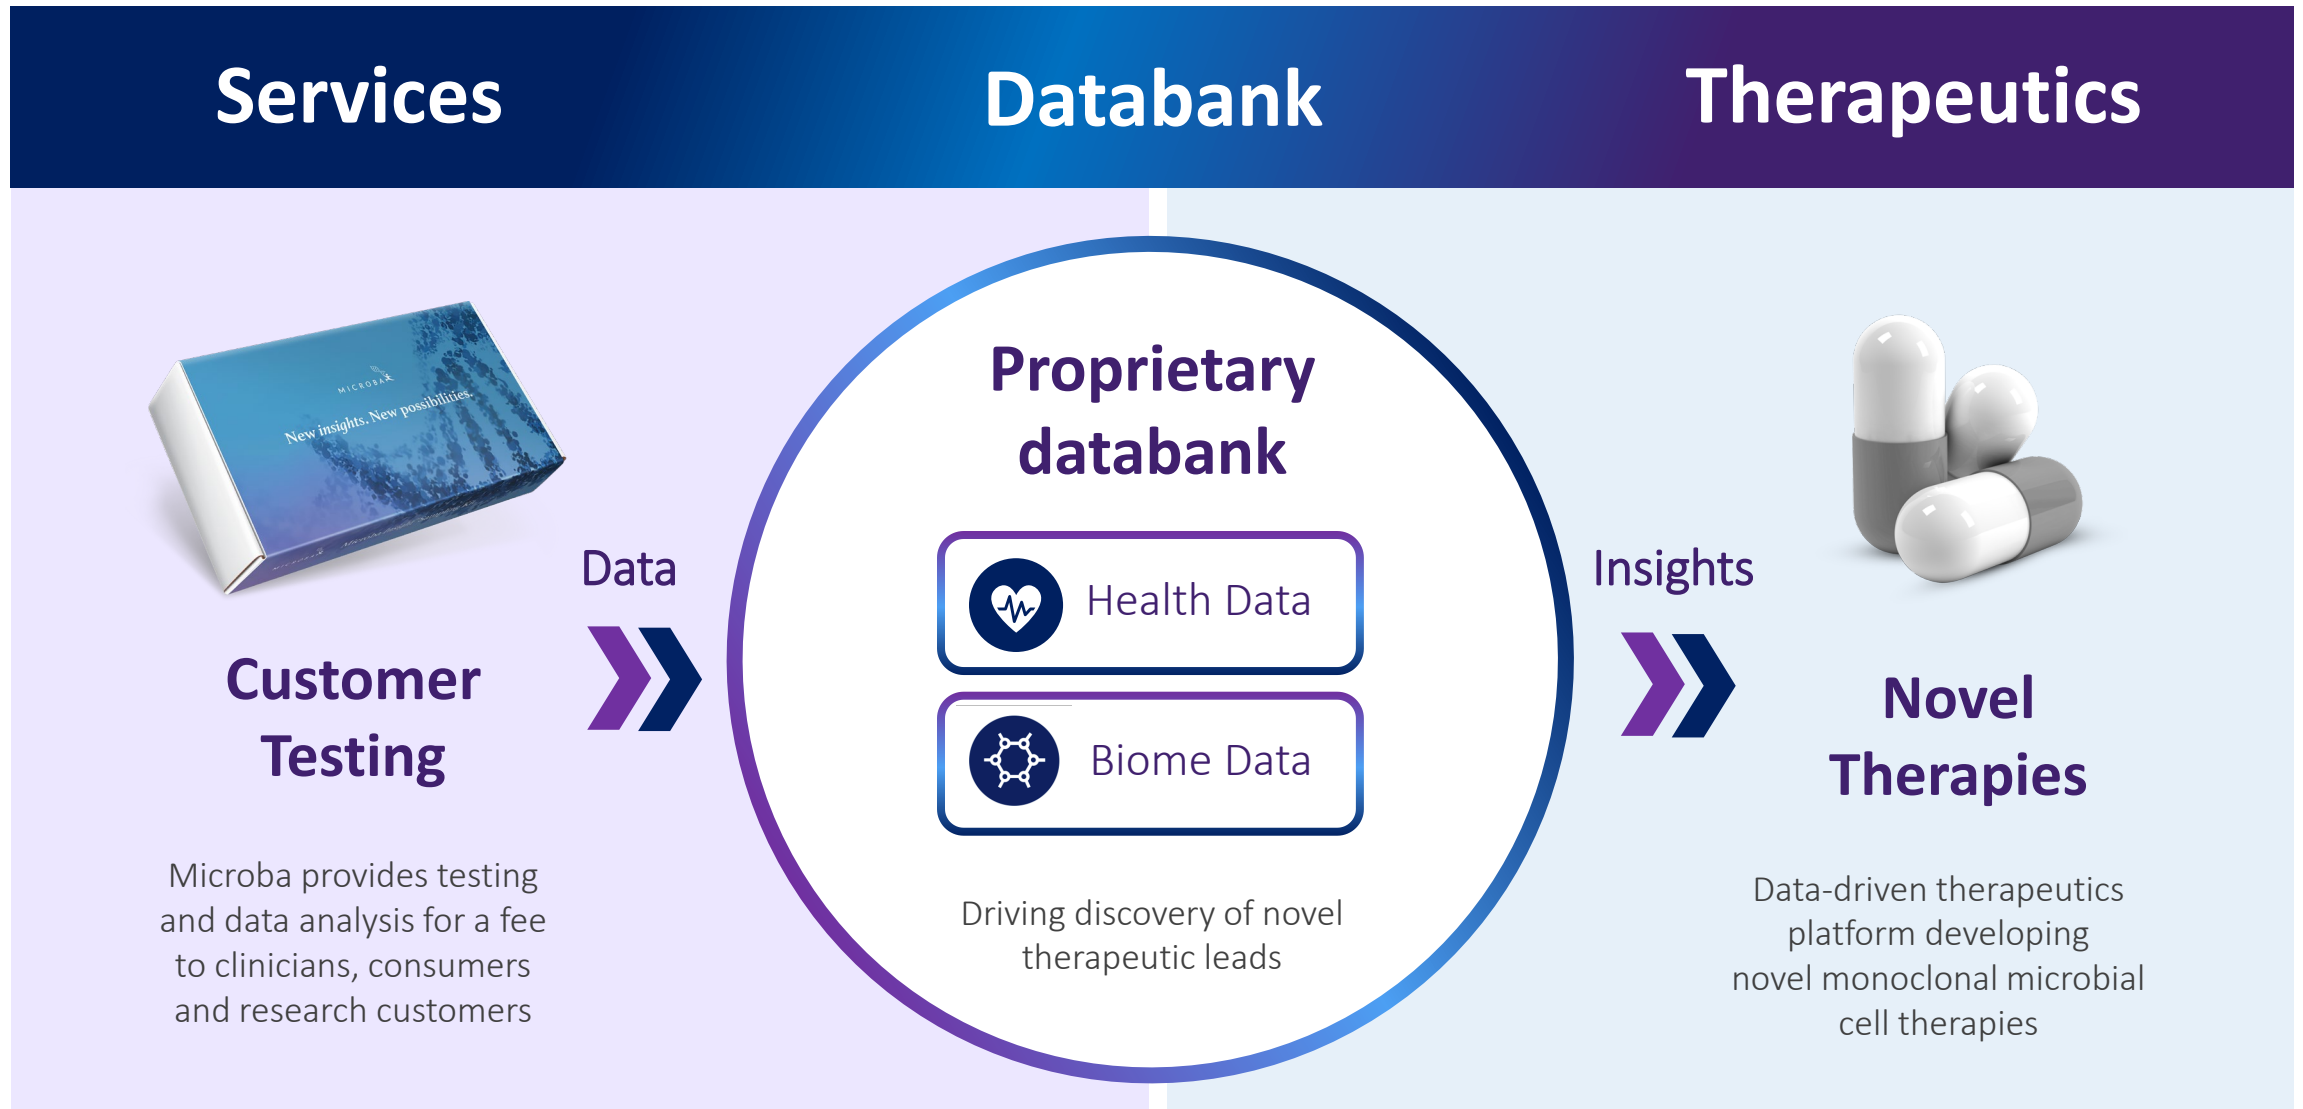 Services
Databank
Therapeutics
MICROBA
New insights. New possibilities.
Customer
Testing
Microba provides testing
and data analysis for a fee
to clinicians, consumers
and research customers
Data
Proprietary
databank
Health Data
Biome Data
Driving discovery of novel
therapeutic leads
Insights
Novel
Therapies
Data-driven therapeutics
platform developing
novel monoclonal microbial
cell therapies